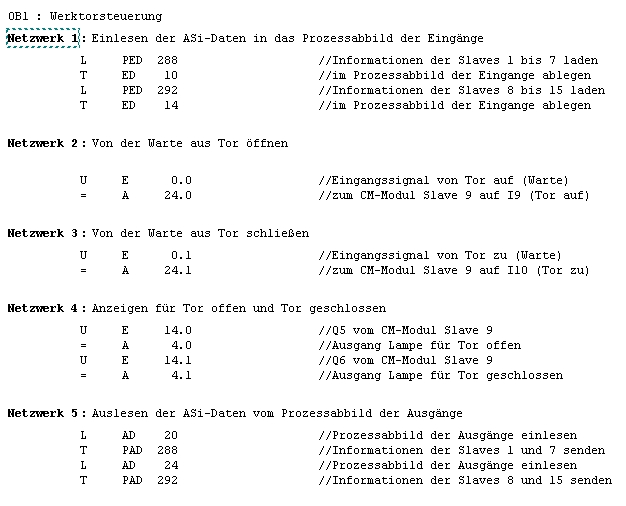 OB1 : Werktorsteuerung
Netzwerk 1: Einlesen der ASi-Daten in das Prozessabbild der Eingänge
L PED 288 //Informationen der Slaves 1 bis 7 laden
T ED 10 //im Prozessabbild der Eingange ablegen
L PED 292 //Informationen der Slaves 8 bis 15 laden
T ED 14 //im Prozessabbild der Eingange ablegen
Netzwerk 2: Von der Warte aus Tor öffnen
U E 0.0 //Eingangssignal von Tor auf (Warte)
= A 24.0 //zum CM-Modul Slave 9 auf I9 (Tor auf)
Netzwerk 3: Von der Warte aus Tor schließen
U E 0.1 //Eingangssignal von Tor zu (Warte)
= A 24.1 //zum CM-Modul Slave 9 auf I10 (Tor zu)
Netzwerk 4: Anzeigen für Tor offen und Tor geschlossen
U E 14.0 //Q5 vom CM-Modul Slave 9
= A 4.0 //Ausgang Lampe für Tor offen
U E 14.1 //Q6 vom CM-Modul Slave 9
= A 4.1 //Ausgang Lampe für Tor geschlossen
Netzwerk 5: Auslesen der ASi-Daten vom Prozessabbild der Ausgänge
L AD 20 //Prozessabbild der Ausgänge einlesen
T PAD 288 //Informationen der Slaves 1 und 7 senden
L AD 24 //Prozessabbild der Ausgänge einlesen
T PAD 292 //Informationen der Slaves 8 und 15 senden